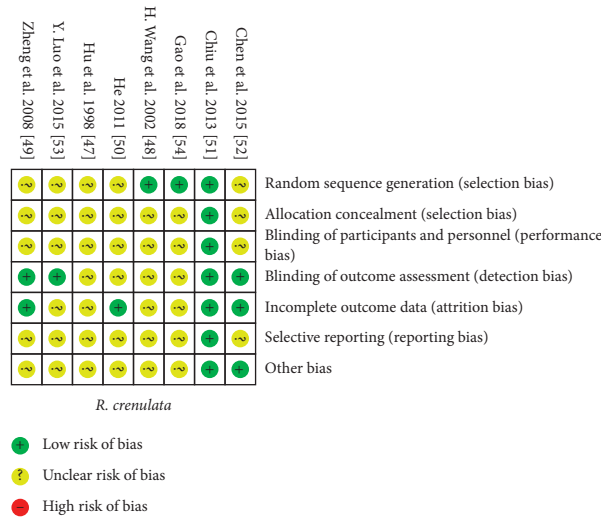 Zheng et al. 2008 [49]
Y. Luo et al. 2015 [53]
Hu et al. 1998 [47]
He 2011 [50]
H. Wang et al. 2002 [48]
Gao et al. 2018 [54]
Chiu et al. 2013 [51]
Chen et al. 2015 [52]
? ? ? ? + + + ? Random sequence generation (selection bias)
? ? ? ? ? ? + ? Allocation concealment (selection bias)
? ? ? ? ? ? + ? Blinding of participants and personnel (performance
bias)
+ + ? ? ? ? + + Blinding of outcome assessment (detection bias)
+ ? ? + ? ? + + Incomplete outcome data (attrition bias)
? ? ? ? ? ? + ? Selective reporting (reporting bias)
? ? ? ? ? ? + + Other bias
R. crenulata
+ Low risk of bias
? Unclear risk of bias
− High risk of bias